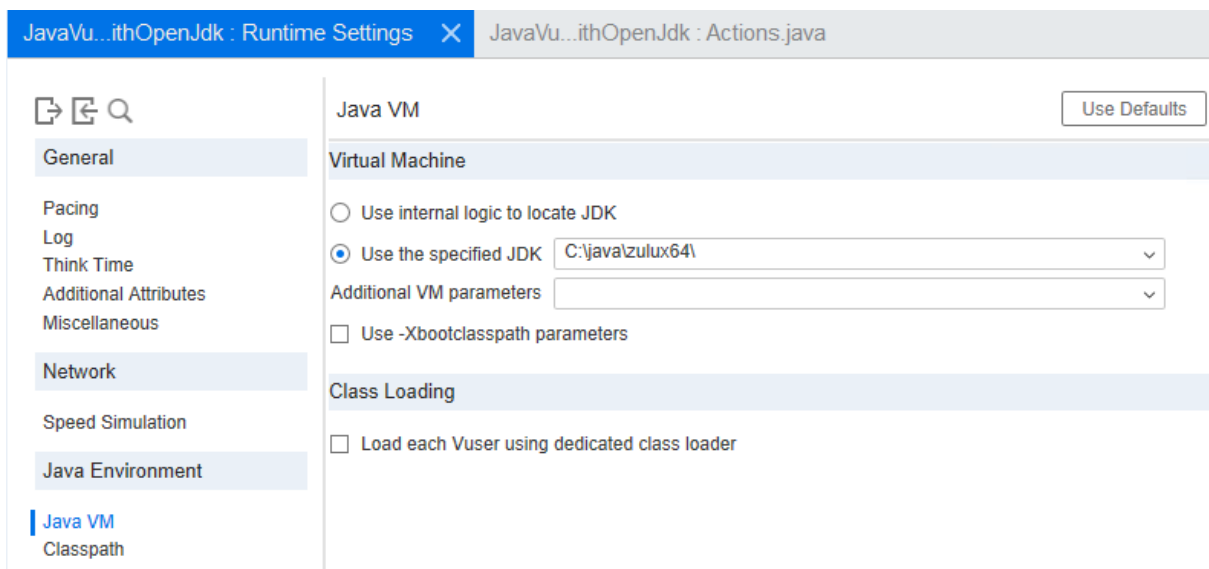 JavaVu...ithOpenJdk : Runtime Settings
JavaVu...ithOpenJdk : Actions.java
Java VM
Use Defaults
General
Pacing
Log
Think Time
Additional Attributes
Miscellaneous
Network
Speed Simulation
Java Environment
Java VM
Classpath
Virtual Machine
Use internal logic to locate JDK
Use the specified JDK C:\java\zulux64\
Additional VM parameters
Use -Xbootclasspath parameters
Class Loading
Load each Vuser using dedicated class loader